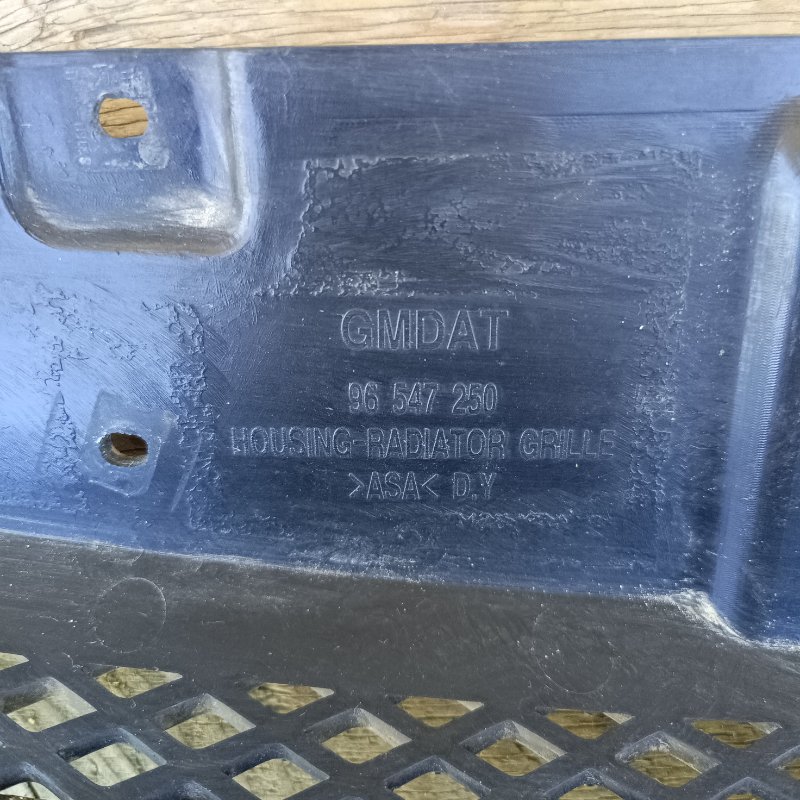 GMDAT
96 547 250
HOUSING-RADIATOR GRILLE
>ASA< D.Y